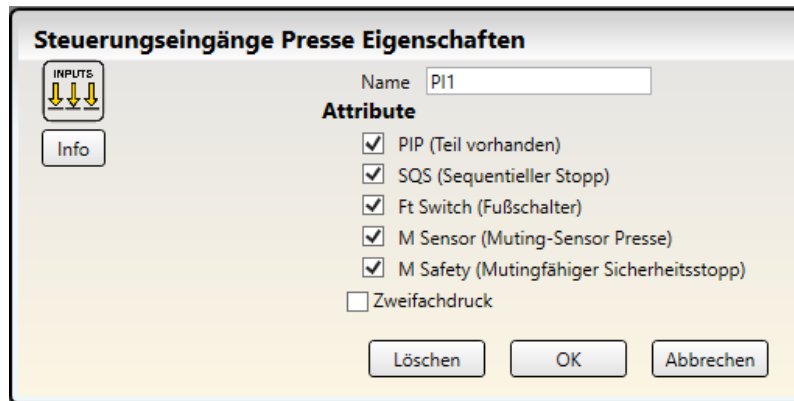 Steuerungseingänge Presse Eigenschaften
INPUTS
Info
Name PI1
Attribute
PIP (Teil vorhanden)
SQS (Sequentieller Stopp)
Ft Switch (Fußschalter)
M Sensor (Muting-Sensor Presse)
M Safety (Mutingfähiger Sicherheitsstopp)
Zweifachdruck
Löschen OK Abbrechen